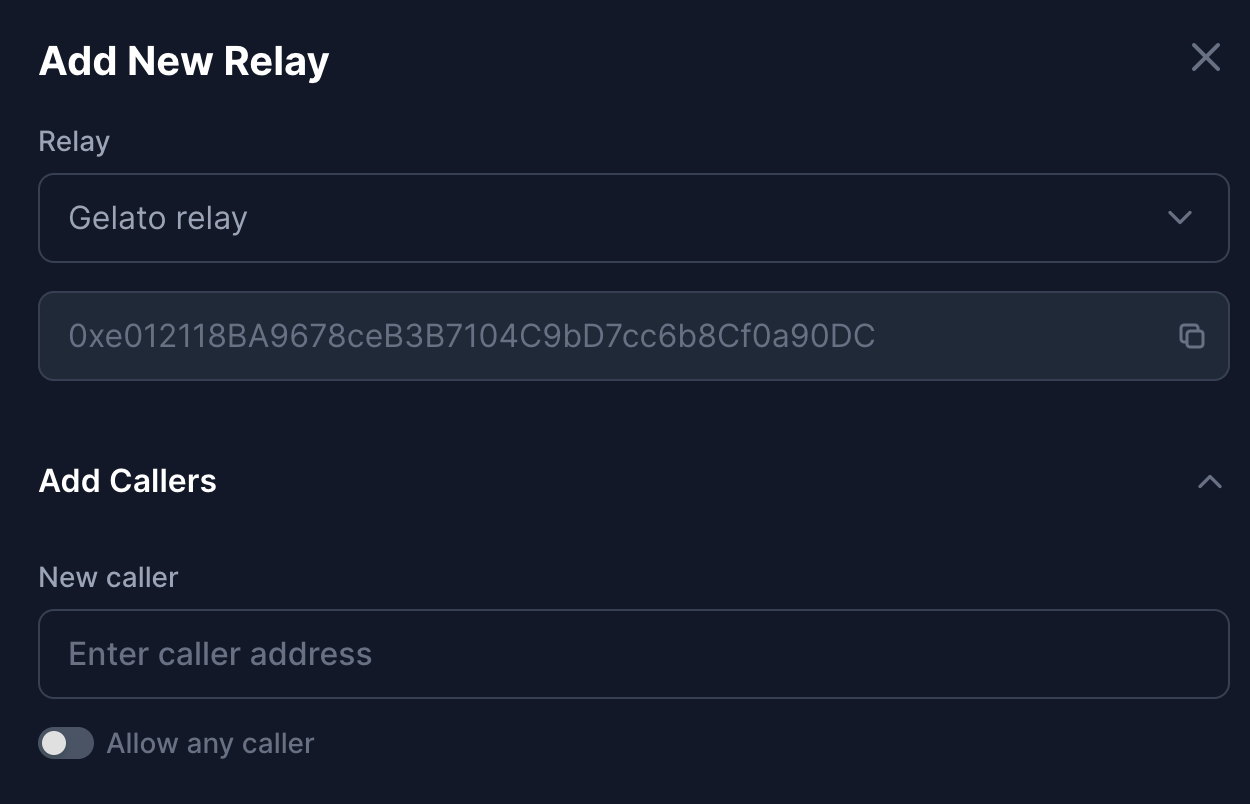 Add New Relay
Relay
Gelato relay
0xe012118BA9678ceB3B7104C9bD7cc6b8Cf0a90DC
Add Callers
New caller
Enter caller address
Allow any caller